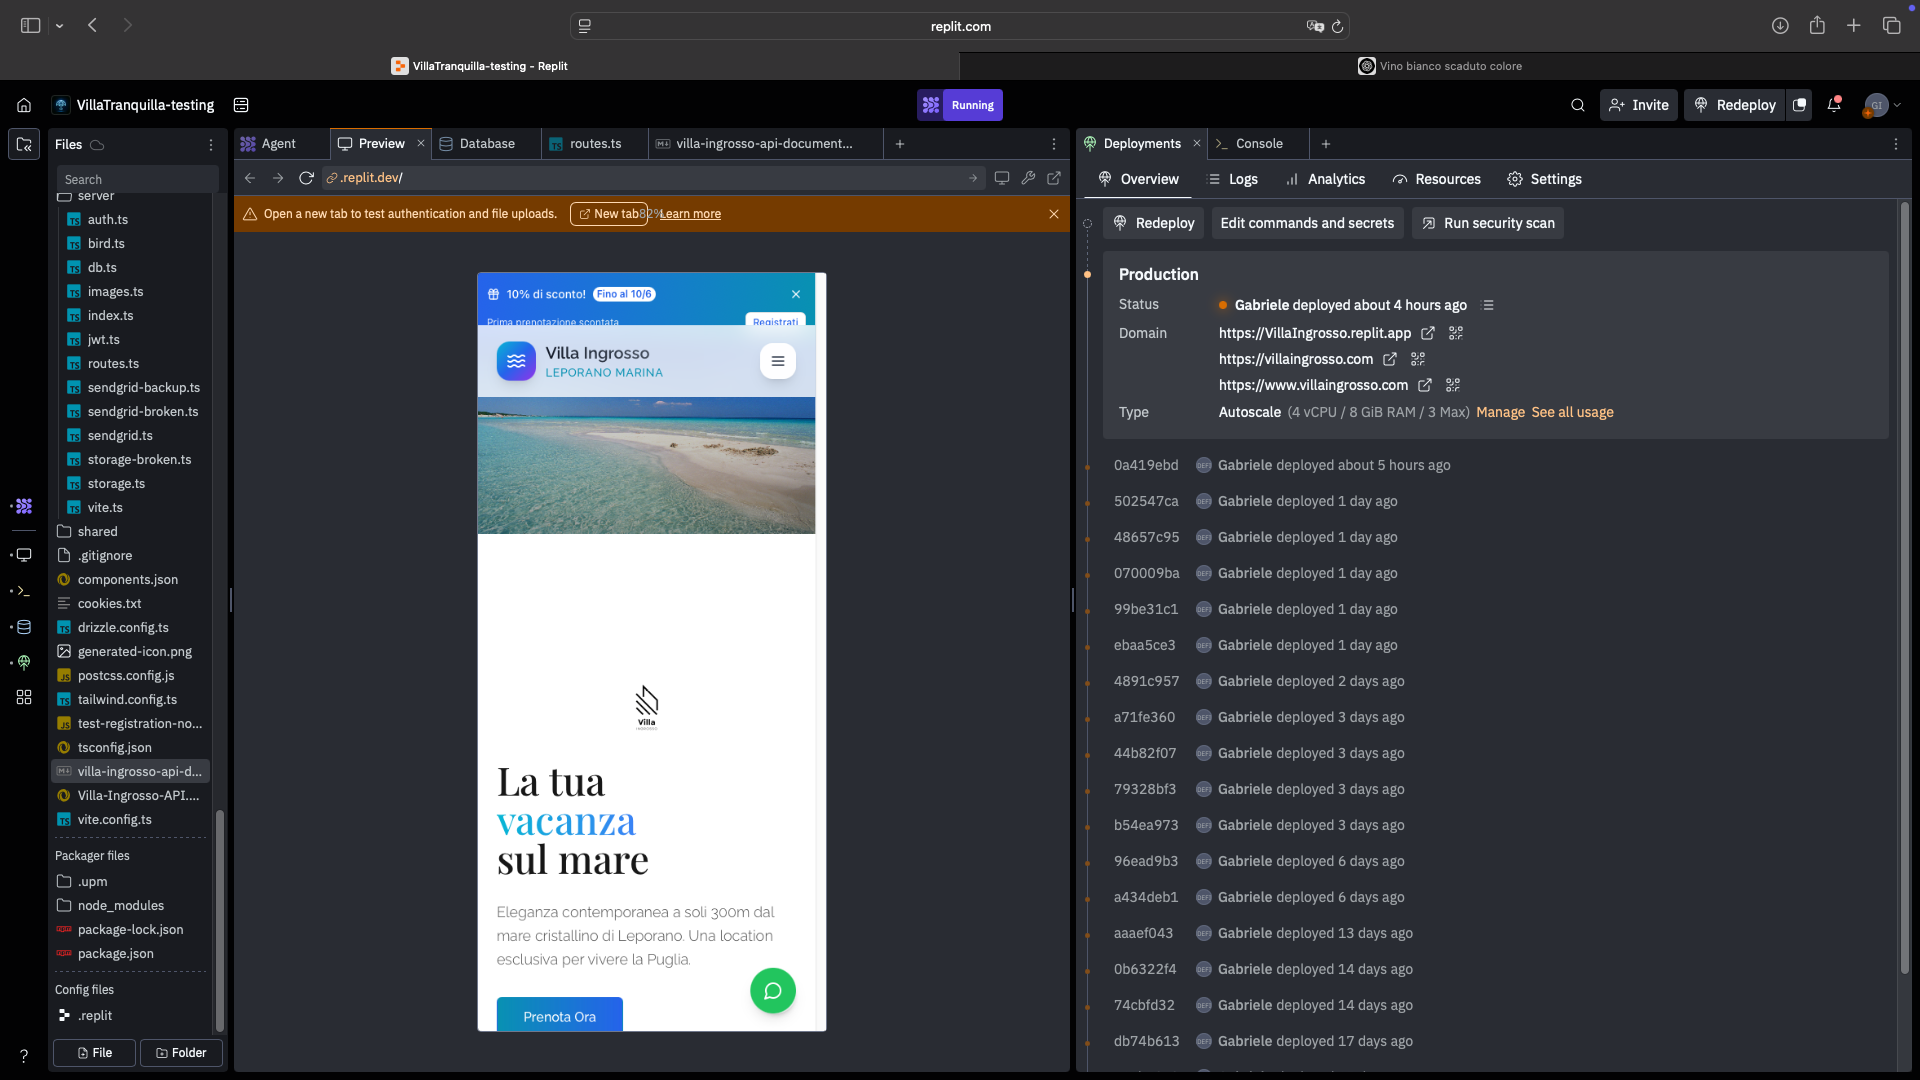 replit.com
VillaTranquilla-testing - Replit
Vino bianco scaduto colore
VillaTranquilla-testing
Running
Invite
Redeploy
GI
Files
Search
server
auth.ts
bird.ts
db.ts
images.ts
index.ts
jwt.ts
routes.ts
sendgrid-backup.ts
sendgrid-broken.ts
sendgrid.ts
storage-broken.ts
storage.ts
vite.ts
shared
.gitignore
components.json
cookies.txt
drizzle.config.ts
generated-icon.png
postcss.config.js
tailwind.config.ts
test-registration-no...
tsconfig.json
villa-ingrosso-api-d...
Villa-Ingrosso-API....
vite.config.ts
Packager files
.upm
node_modules
package-lock.json
package.json
Config files
.replit
File
Folder
Agent
Preview
Database
routes.ts
villa-ingrosso-api-document...
.replit.dev/
Open a new tab to test authentication and file uploads.
New tab
82%
Learn more
10% di sconto!
Fino al 10/6
Prima prenotazione scontata
Registrati
Villa Ingrosso
LEPORANO MARINA
Villa
La tua
vacanza
sul mare
Eleganza contemporanea a soli 300m dal
mare cristallino di Leporano. Una location
esclusiva per vivere la Puglia.
Prenota Ora
Deployments
Console
Overview
Logs
Analytics
Resources
Settings
Redeploy
Edit commands and secrets
Run security scan
Production
Status
Gabriele deployed about 4 hours ago
Domain
https://VillaIngrosso.replit.app
https://villaingrosso.com
https://www.villaingrosso.com
Type
Autoscale (4 vCPU / 8 GiB RAM / 3 Max) Manage See all usage
0a419ebd Gabriele deployed about 5 hours ago
502547ca Gabriele deployed 1 day ago
48657c95 Gabriele deployed 1 day ago
070009ba Gabriele deployed 1 day ago
99be31c1 Gabriele deployed 1 day ago
ebaa5ce3 Gabriele deployed 1 day ago
4891c957 Gabriele deployed 2 days ago
a71fe360 Gabriele deployed 3 days ago
44b82f07 Gabriele deployed 3 days ago
79328bf3 Gabriele deployed 3 days ago
b54ea973 Gabriele deployed 3 days ago
96ead9b3 Gabriele deployed 6 days ago
a434deb1 Gabriele deployed 6 days ago
aaaef043 Gabriele deployed 13 days ago
0b6322f4 Gabriele deployed 14 days ago
74cbfd32 Gabriele deployed 14 days ago
db74b613 Gabriele deployed 17 days ago